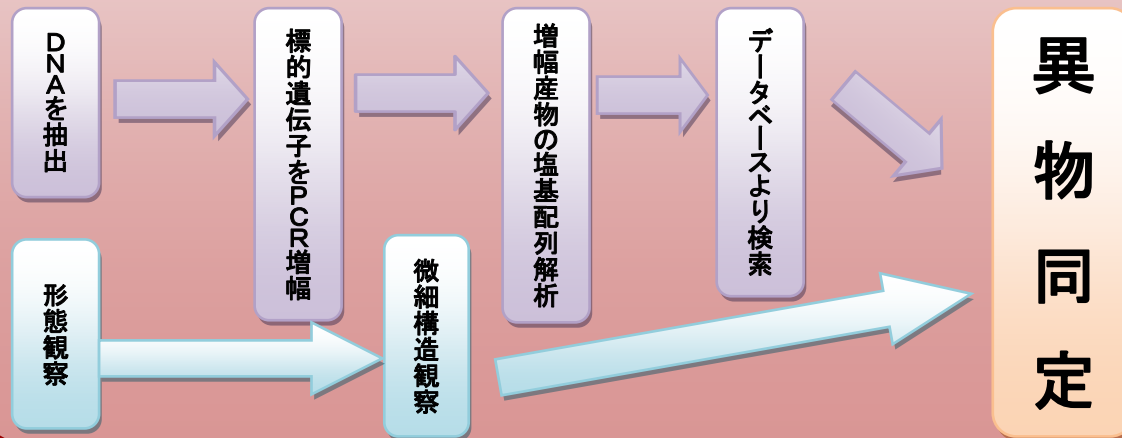 DNAを抽出
標的遺伝子をPCR増幅
増幅産物の塩基配列解析
データベースより検索
形態観察
微細構造観察
異物同定